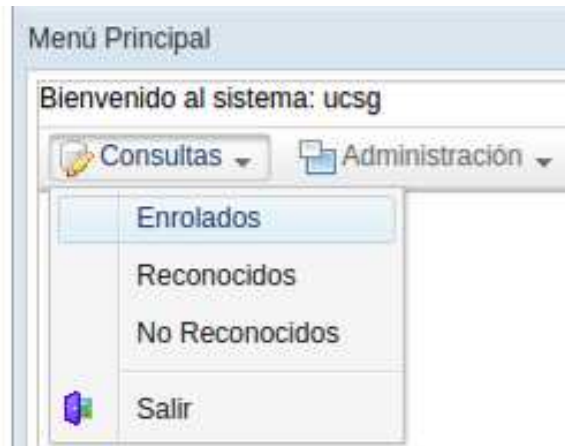 Menú Principal
Bienvenido al sistema: ucsg
Consultas Administración
Enrolados
Reconocidos
No Reconocidos
Salir